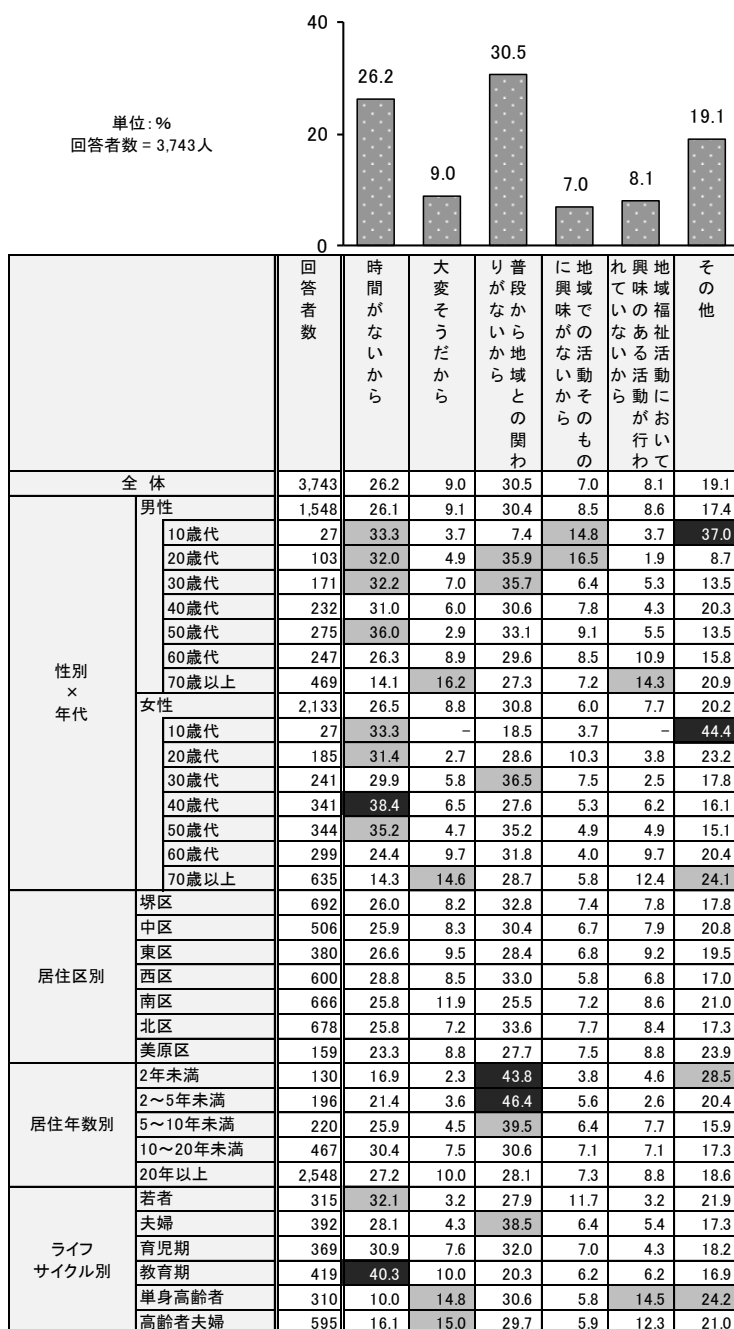 40
20
0
単位：％
回答者数 = 3,743人
26.2
9.0
30.5
7.0
8.1
19.1
回答者数
時間がないから
大変そうだから
普段から地域との関わりがないから
地域での活動そのものに興味がないから
地域福祉活動において興味のある活動が行われていないから
その他
全 体 3,743 26.2 9.0 30.5 7.0 8.1 19.1
性別×年代
男性 1,548 26.1 9.1 30.4 8.5 8.6 17.4
10歳代 27 33.3 3.7 7.4 14.8 3.7 37.0
20歳代 103 32.0 4.9 35.9 16.5 1.9 8.7
30歳代 171 32.2 7.0 35.7 6.4 5.3 13.5
40歳代 232 31.0 6.0 30.6 7.8 4.3 20.3
50歳代 275 36.0 2.9 33.1 9.1 5.5 13.5
60歳代 247 26.3 8.9 29.6 8.5 10.9 15.8
70歳以上 469 14.1 16.2 27.3 7.2 14.3 20.9
女性 2,133 26.5 8.8 30.8 6.0 7.7 20.2
10歳代 27 33.3 － 18.5 3.7 － 44.4
20歳代 185 31.4 2.7 28.6 10.3 3.8 23.2
30歳代 241 29.9 5.8 36.5 7.5 2.5 17.8
40歳代 341 38.4 6.5 27.6 5.3 6.2 16.1
50歳代 344 35.2 4.7 35.2 4.9 4.9 15.1
60歳代 299 24.4 9.7 31.8 4.0 9.7 20.4
70歳以上 635 14.3 14.6 28.7 5.8 12.4 24.1
居住区別
堺区 692 26.0 8.2 32.8 7.4 7.8 17.8
中区 506 25.9 8.3 30.4 6.7 7.9 20.8
東区 380 26.6 9.5 28.4 6.8 9.2 19.5
西区 600 28.8 8.5 33.0 5.8 6.8 17.0
南区 666 25.8 11.9 25.5 7.2 8.6 21.0
北区 678 25.8 7.2 33.6 7.7 8.4 17.3
美原区 159 23.3 8.8 27.7 7.5 8.8 23.9
居住年数別
2年未満 130 16.9 2.3 43.8 3.8 4.6 28.5
2～5年未満 196 21.4 3.6 46.4 5.6 2.6 20.4
5～10年未満 220 25.9 4.5 39.5 6.4 7.7 15.9
10～20年未満 467 30.4 7.5 30.6 7.1 7.1 17.3
20年以上 2,548 27.2 10.0 28.1 7.3 8.8 18.6
ライフ
サイクル別
若者 315 32.1 3.2 27.9 11.7 3.2 21.9
夫婦 392 28.1 4.3 38.5 6.4 5.4 17.3
育児期 369 30.9 7.6 32.0 7.0 4.3 18.2
教育期 419 40.3 10.0 20.3 6.2 6.2 16.9
単身高齢者 310 10.0 14.8 30.6 5.8 14.5 24.2
高齢者夫婦 595 16.1 15.0 29.7 5.9 12.3 21.0